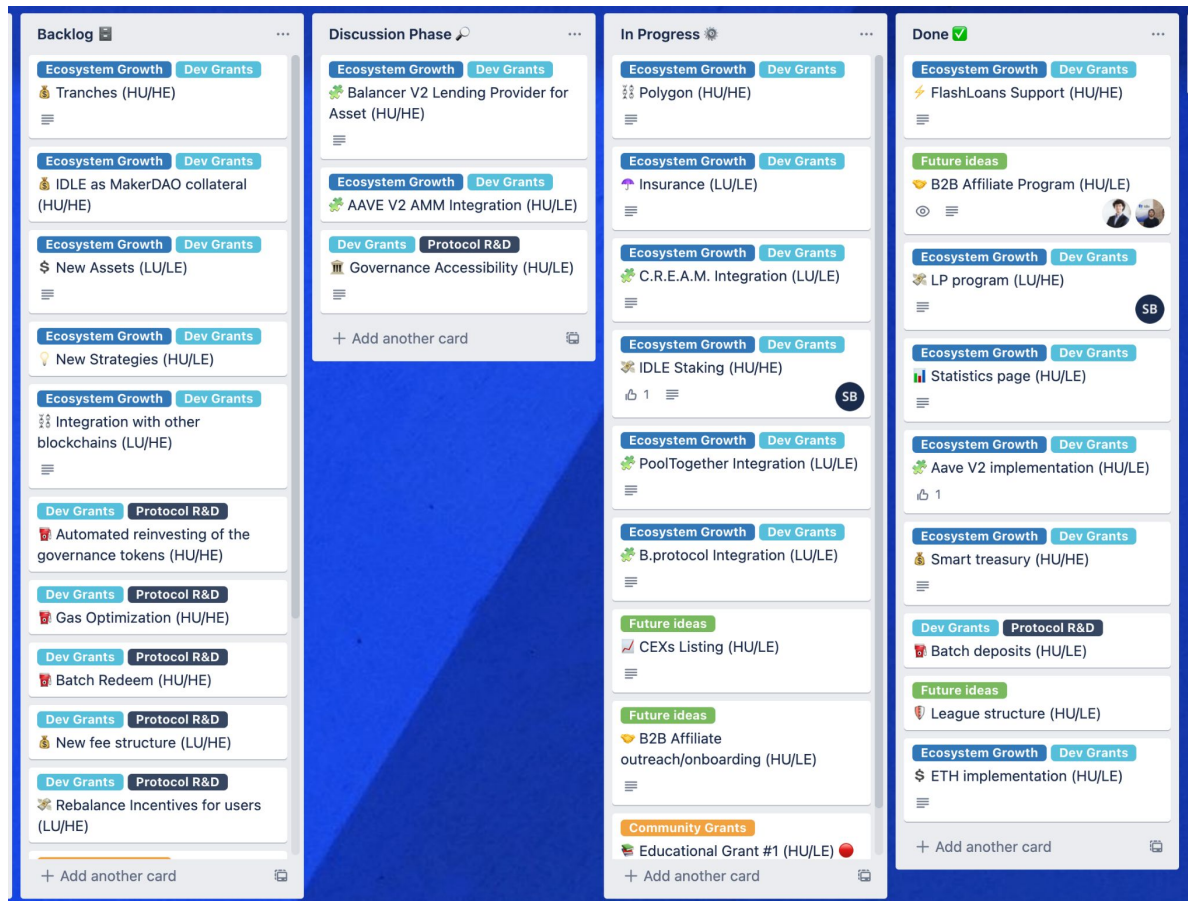 Backlog
Ecosystem Growth Dev Grants
Tranches (HU/HE)
Ecosystem Growth Dev Grants
IDLE as MakerDAO collateral
(HU/HE)
Ecosystem Growth Dev Grants
$ New Assets (LU/LE)
Ecosystem Growth Dev Grants
New Strategies (HU/LE)
Ecosystem Growth Dev Grants
Integration with other
blockchains (LU/HE)
Dev Grants Protocol R&D
Automated reinvesting of the
governance tokens (HU/HE)
Dev Grants Protocol R&D
Gas Optimization (HU/HE)
Dev Grants Protocol R&D
Batch Redeem (HU/HE)
Dev Grants Protocol R&D
New fee structure (LU/HE)
Dev Grants Protocol R&D
Rebalance Incentives for users
(LU/HE)
+ Add another card
Discussion Phase
Ecosystem Growth Dev Grants
Balancer V2 Lending Provider for
Asset (HU/HE)
Ecosystem Growth Dev Grants
AAVE V2 AMM Integration (HU/LE)
Dev Grants Protocol R&D
Governance Accessibility (HU/LE)
+ Add another card
In Progress
Ecosystem Growth Dev Grants
Polygon (HU/HE)
Ecosystem Growth Dev Grants
Insurance (LU/LE)
Ecosystem Growth Dev Grants
C.R.E.A.M. Integration (LU/LE)
Ecosystem Growth Dev Grants
IDLE Staking (HU/HE)
1
SB
Ecosystem Growth Dev Grants
PoolTogether Integration (LU/LE)
Ecosystem Growth Dev Grants
B.protocol Integration (LU/LE)
Future ideas
CEXs Listing (HU/LE)
Future ideas
B2B Affiliate
outreach/onboarding (HU/LE)
Community Grants
Educational Grant #1 (HU/LE)
+ Add another card
Done
Ecosystem Growth Dev Grants
FlashLoans Support (HU/HE)
Future ideas
B2B Affiliate Program (HU/LE)
Ecosystem Growth Dev Grants
LP program (LU/HE)
SB
Ecosystem Growth Dev Grants
Statistics page (HU/LE)
Ecosystem Growth Dev Grants
Aave V2 implementation (HU/LE)
1
Ecosystem Growth Dev Grants
Smart treasury (HU/HE)
Dev Grants Protocol R&D
Batch deposits (HU/LE)
Future ideas
League structure (HU/LE)
Ecosystem Growth Dev Grants
$ ETH implementation (HU/LE)
+ Add another card